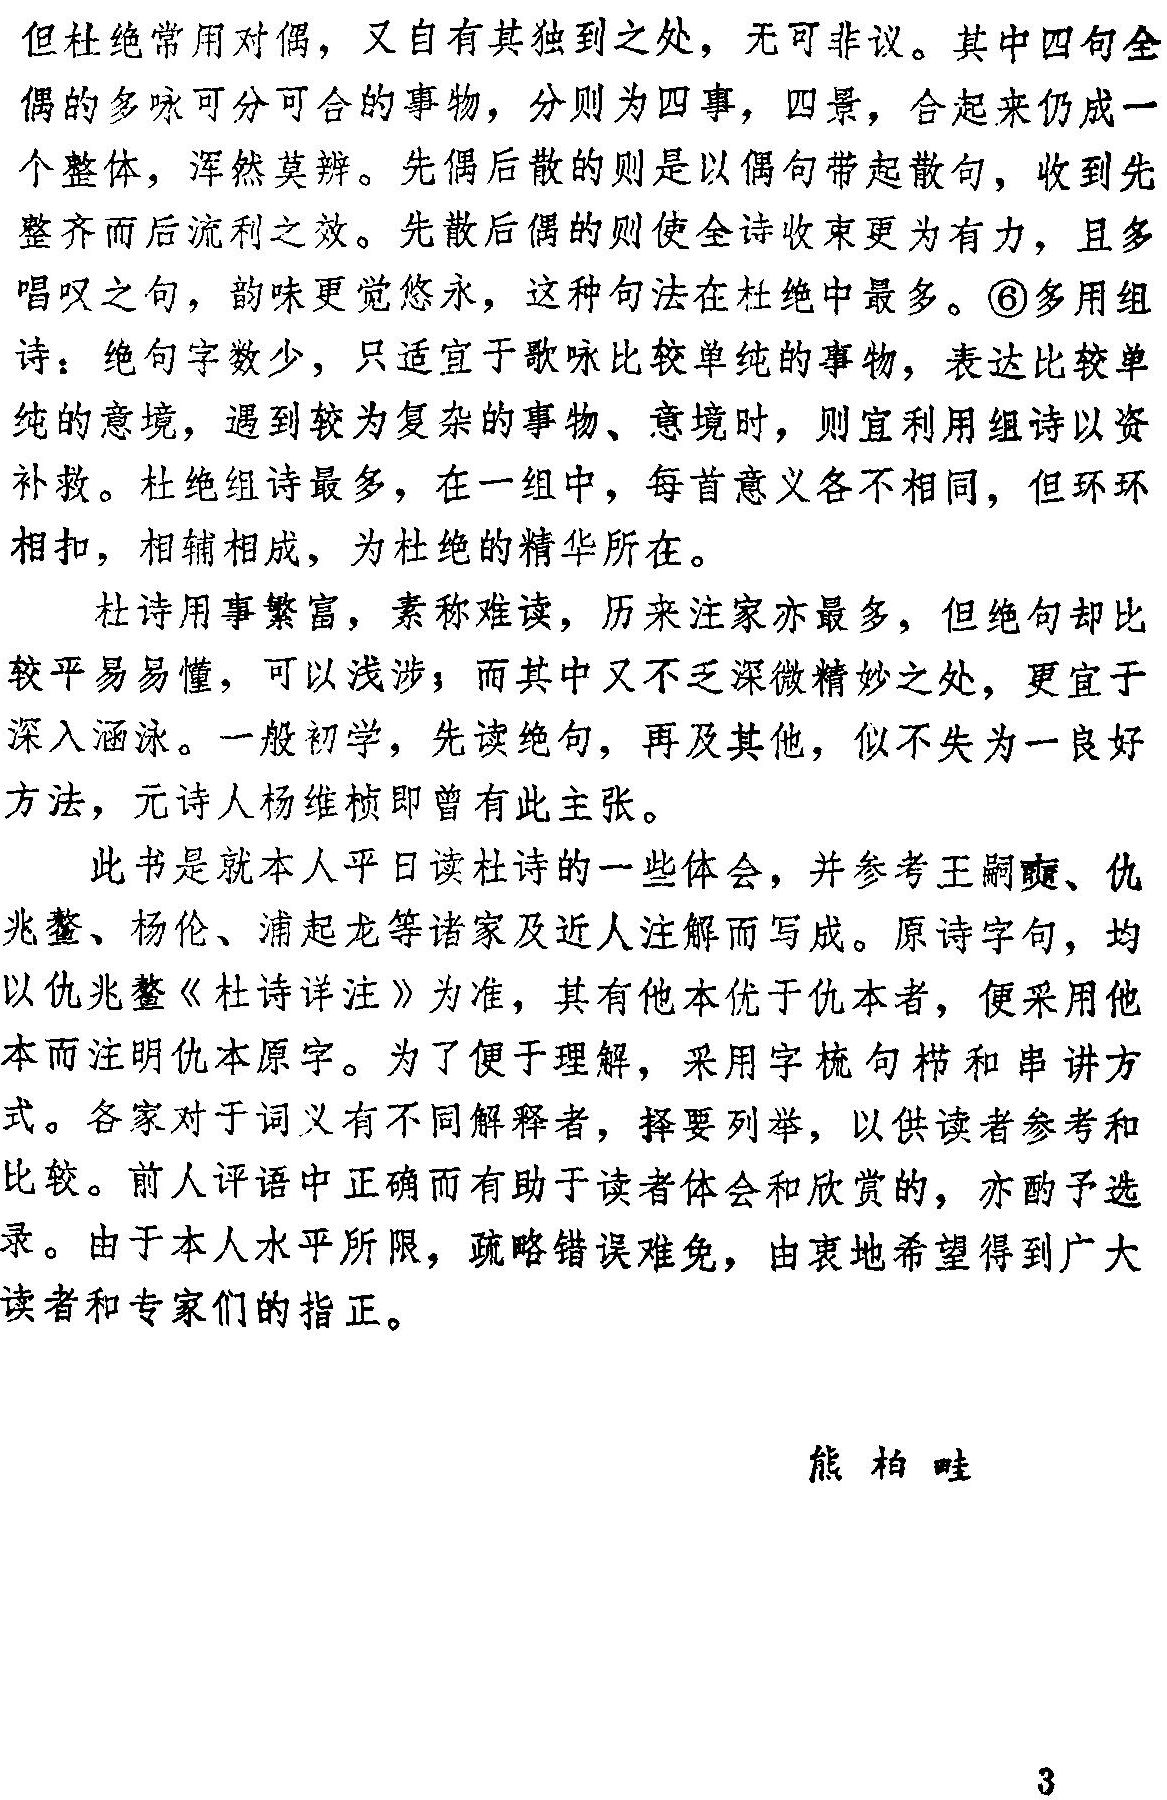 但杜绝常用对偶，又自有其独到之处，无可非议。其中四句全
偶的多咏可分可合的事物，分则为四事，四景，合起来仍成一
个整体，浑然莫辨。先偶后散的则是以偶句带起散句，收到先
整齐而后流利之效。先散后偶的则使全诗收束更为有力，且多
唱叹之句，韵味更觉悠永，这种句法在杜绝中最多。⑥多用组
诗：绝句字数少，只适宜于歌咏比较单纯的事物，表达比较单
纯的意境，遇到较为复杂的事物、意境时，则宜利用组诗以资
补救。杜绝组诗最多，在一组中，每首意义各不相同，但环环
相扣，相辅相成，为杜绝的精华所在。
杜诗用事繁富，素称难读，历来注家亦最多，但绝句却比
较平易易懂，可以浅涉；而其中又不乏深微精妙之处，更宜于
深入涵泳。一般初学，先读绝句，再及其他，似不失为一良好
方法，元诗人杨维桢即曾有此主张。
此书是就本人平日读杜诗的一些体会，并参考王嗣奭、仇
兆鳌、杨伦、浦起龙等诸家及近人注解而写成。原诗字句，均
以仇兆鳌《杜诗详注》为准，其有他本优于仇本者，便采用他
本而注明仇本原字。为了便于理解，采用字梳句栉和串讲方
式。各家对于词义有不同解释者，择要列举，以供读者参考和
比较。前人评语中正确而有助于读者体会和欣赏的，亦酌予选
录。由于本人水平所限，疏略错误难免，由衷地希望得到广大
读者和专家们的指正。
熊柏畦
3